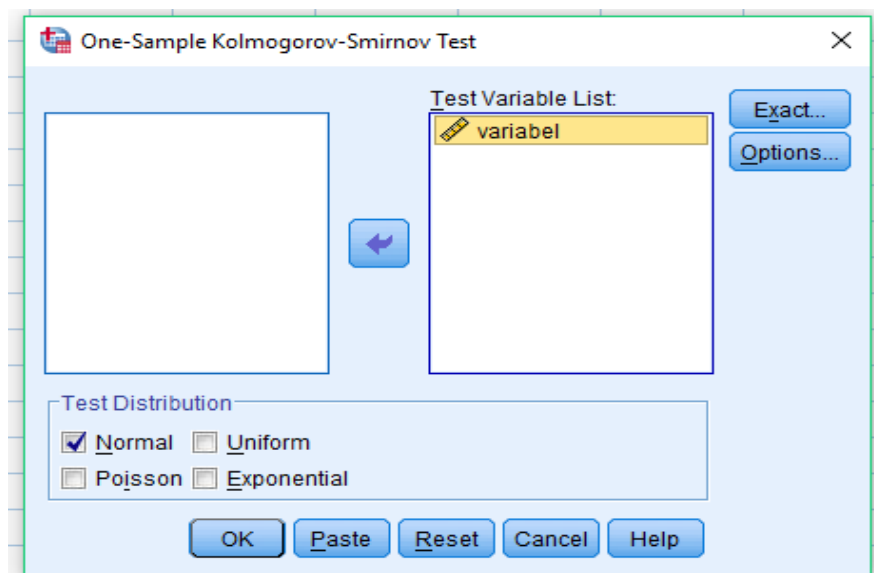 One-Sample Kolmogorov-Smirnov Test
Test Variable List:
variabel
Exact...
Options...
Test Distribution
Normal Uniform
Poisson Exponential
OK Paste Reset Cancel Help